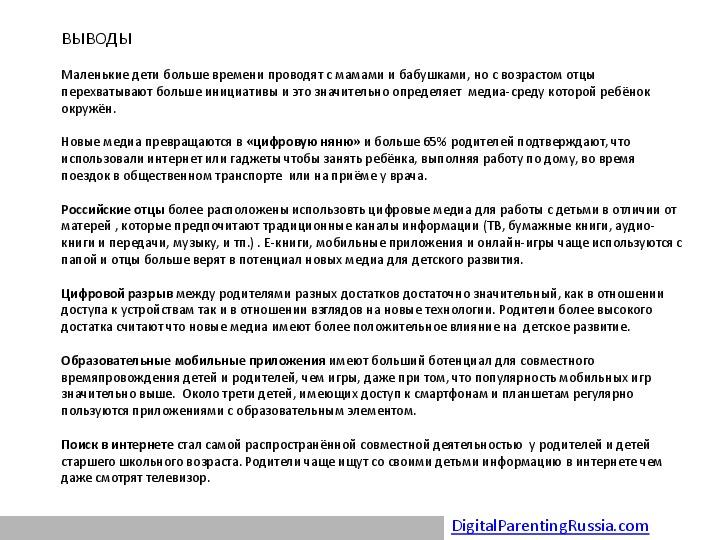 ВЫВОДЫ
Маленькие дети больше времени проводят с мамами и бабушками, но с возрастом отцы
перехватывают больше инициативы и это значительно определяет медиа-среду которой ребёнок
окружён.
Новые медиа превращаются в «цифровую няню» и больше 65% родителей подтверждают, что
использовали интернет или гаджеты чтобы занять ребёнка, выполняя работу по дому, во время
поездок в общественном транспорте или на приёме у врача.
Российские отцы более расположены использовть цифровые медиа для работы с детьми в отличии от
матерей , которые предпочитают традиционные каналы информации (ТВ, бумажные книги, аудио-
книги и передачи, музыку, и тп.) . Е-книги, мобильные приложения и онлайн-игры чаще используются с
папой и отцы больше верят в потенциал новых медиа для детского развития.
Цифровой разрыв между родителями разных достатков достаточно значительный, как в отношении
доступа к устройствам так и в отношении взглядов на новые технологии. Родители более высокого
достатка считают что новые медиа имеют более положительное влияние на детское развитие.
Образовательные мобильные приложения имеют больший ботенциал для совместного
времяпровождения детей и родителей, чем игры, даже при том, что популярность мобильных игр
значительно выше. Около трети детей, имеющих доступ к смартфонам и планшетам регулярно
пользуются приложениями с образовательным элементом.
Поиск в интернете стал самой распространённой совместной деятельностью у родителей и детей
старшего школьного возраста. Родители чаще ищут со своими детьми информацию в интернете чем
даже смотрят телевизор.
DigitalParentingRussia.com